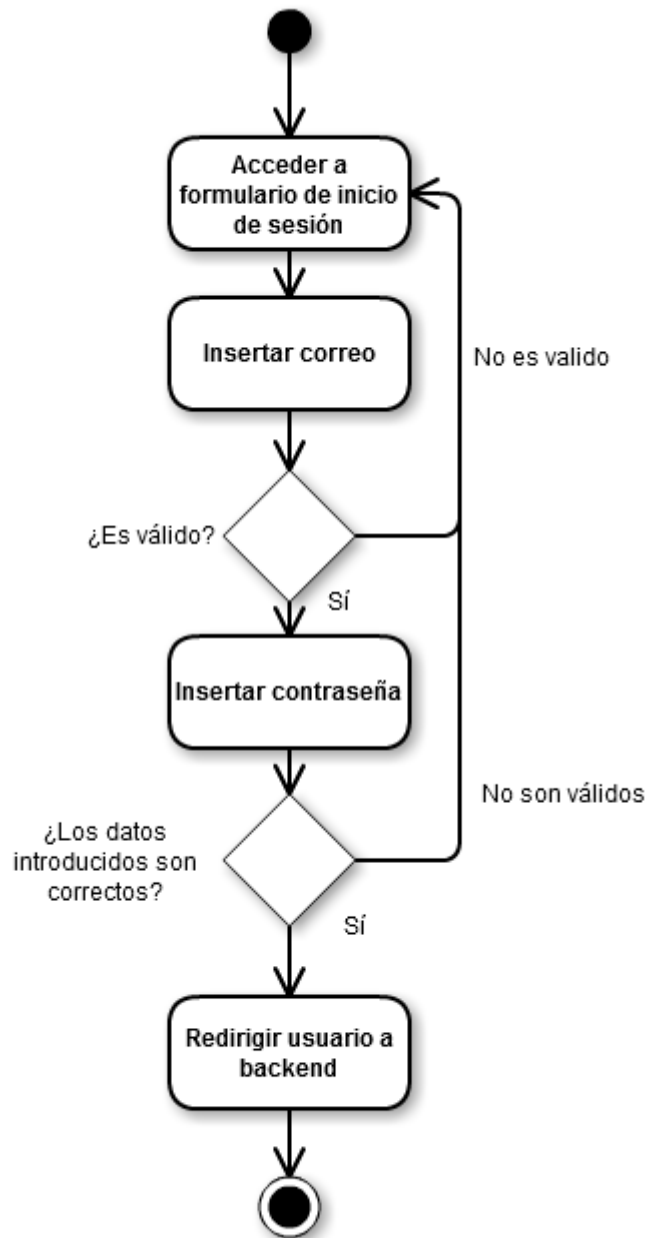 Acceder a
formulario de inicio
de sesión
Insertar correo
No es valido
¿Es válido?
Sí
Insertar contraseña
No son válidos
¿Los datos
introducidos son
correctos?
Sí
Redirigir usuario a
backend